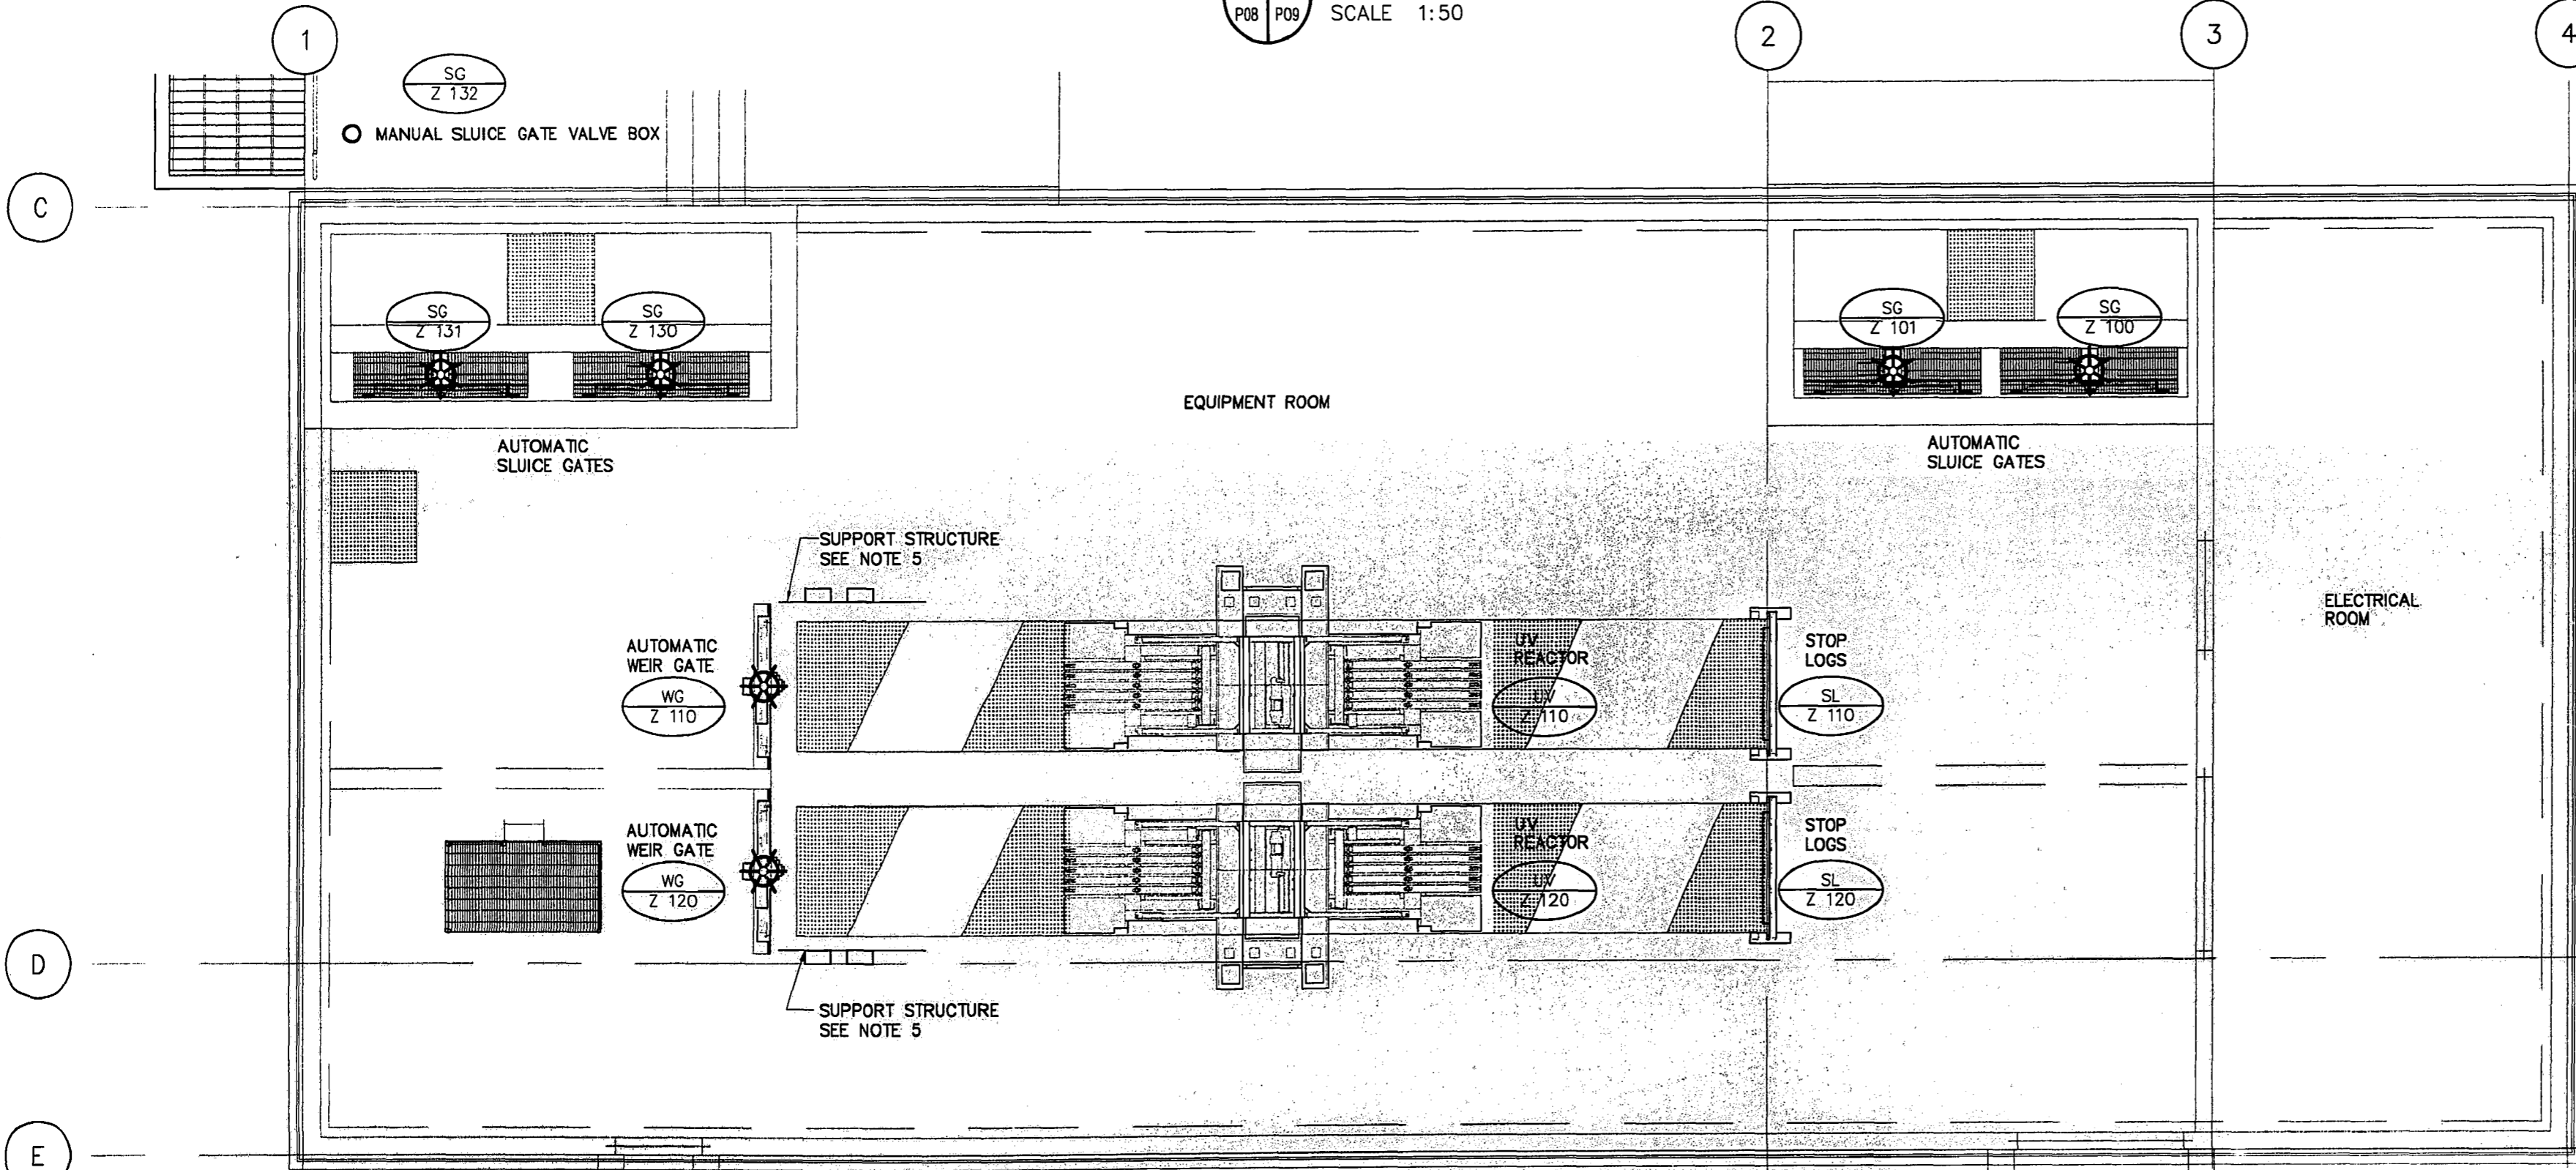 P08 P09 SCALE 1:50
1
2
3
4
SG
Z 132
MANUAL SLUICE GATE VALVE BOX
C
SG
Z 131
SG
Z 130
SG
Z 101
SG
Z 100
EQUIPMENT ROOM
AUTOMATIC
SLUICE GATES
AUTOMATIC
SLUICE GATES
SUPPORT STRUCTURE
SEE NOTE 5
ELECTRICAL
ROOM
AUTOMATIC
WEIR GATE
WG
Z 110
UV
REACTOR
UV
Z 110
STOP
LOGS
SL
Z 110
AUTOMATIC
WEIR GATE
WG
Z 120
UV
REACTOR
UV
Z 120
STOP
LOGS
SL
Z 120
D
SUPPORT STRUCTURE
SEE NOTE 5
E